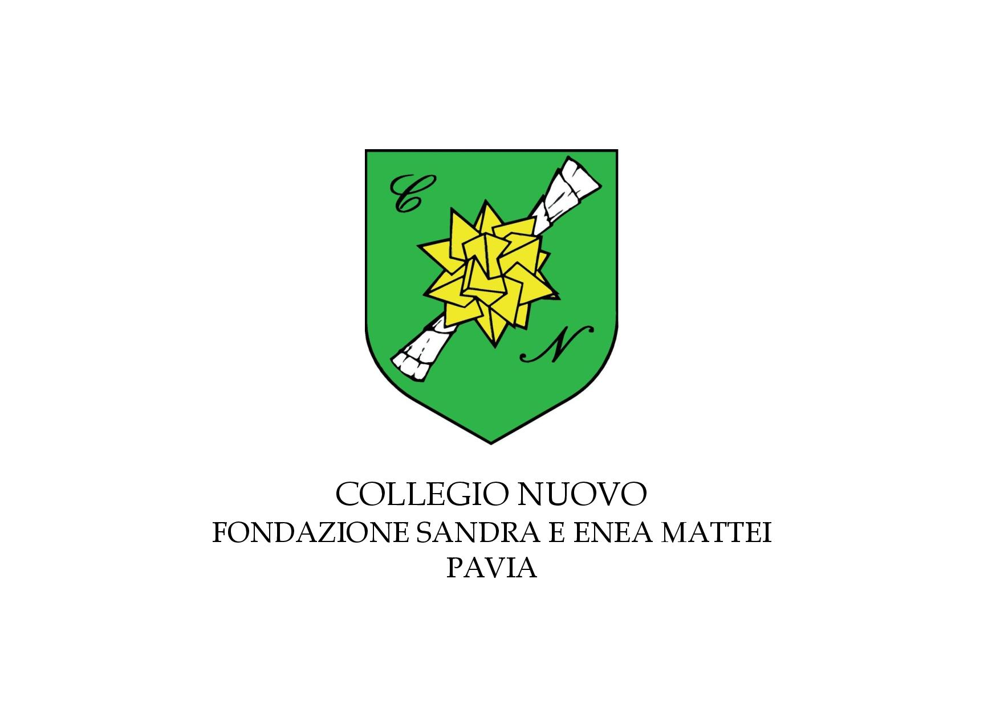 C
N
COLLEGIO NUOVO
FONDAZIONE SANDRA E ENEA MATTEI
PAVIA